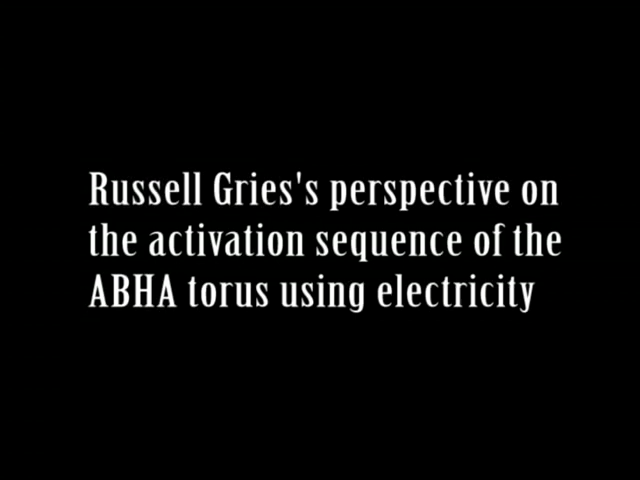 Russell Gries's perspective on
the activation sequence of the
ABHA torus using electricity